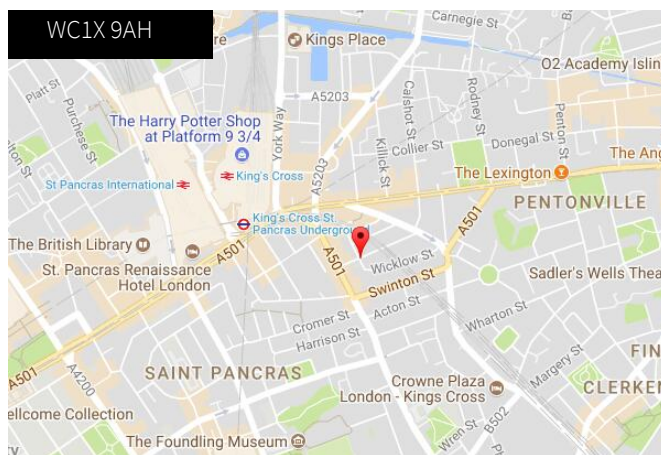 WC1X 9AH
re
Kings Place
Carnegie St
O2 Academy Islin
Platt St
Purchese St
A5203
York Way
Calshot St
Rodney St
Penton St
The Harry Potter Shop
at Platform 9 3/4
Killick St
Collier St
Donegal St
The Ang
The Lexington
King's Cross
St Pancras International
A5203
A501
PENTONVILLE
King's Cross St.
Pancras Underground
The British Library
A501
St. Pancras Renaissance
Hotel London
A501
Wicklow St
Swinton St
Sadler's Wells Thea
Acton St
Cromer St
Harrison St
Wharton St
A501
A4200
SAINT PANCRAS
Margery St
FIN
CLERKEN
Crowne Plaza
London - Kings Cross
B502
ellcome Collection
Wren St
The Foundling Museum
ty